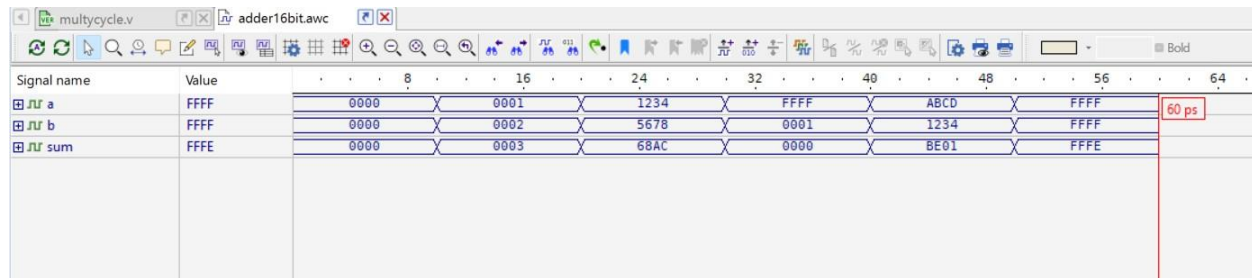 multycycle.v adder16bit.awc
Bold
Signal name Value 8 16 24 32 40 48 56 64
a FFFF 0000 0001 1234 FFFF ABCD FFFF
60 ps
b FFFF 0000 0002 5678 0001 1234 FFFF
sum FFFE 0000 0003 68AC 0000 BE01 FFFE